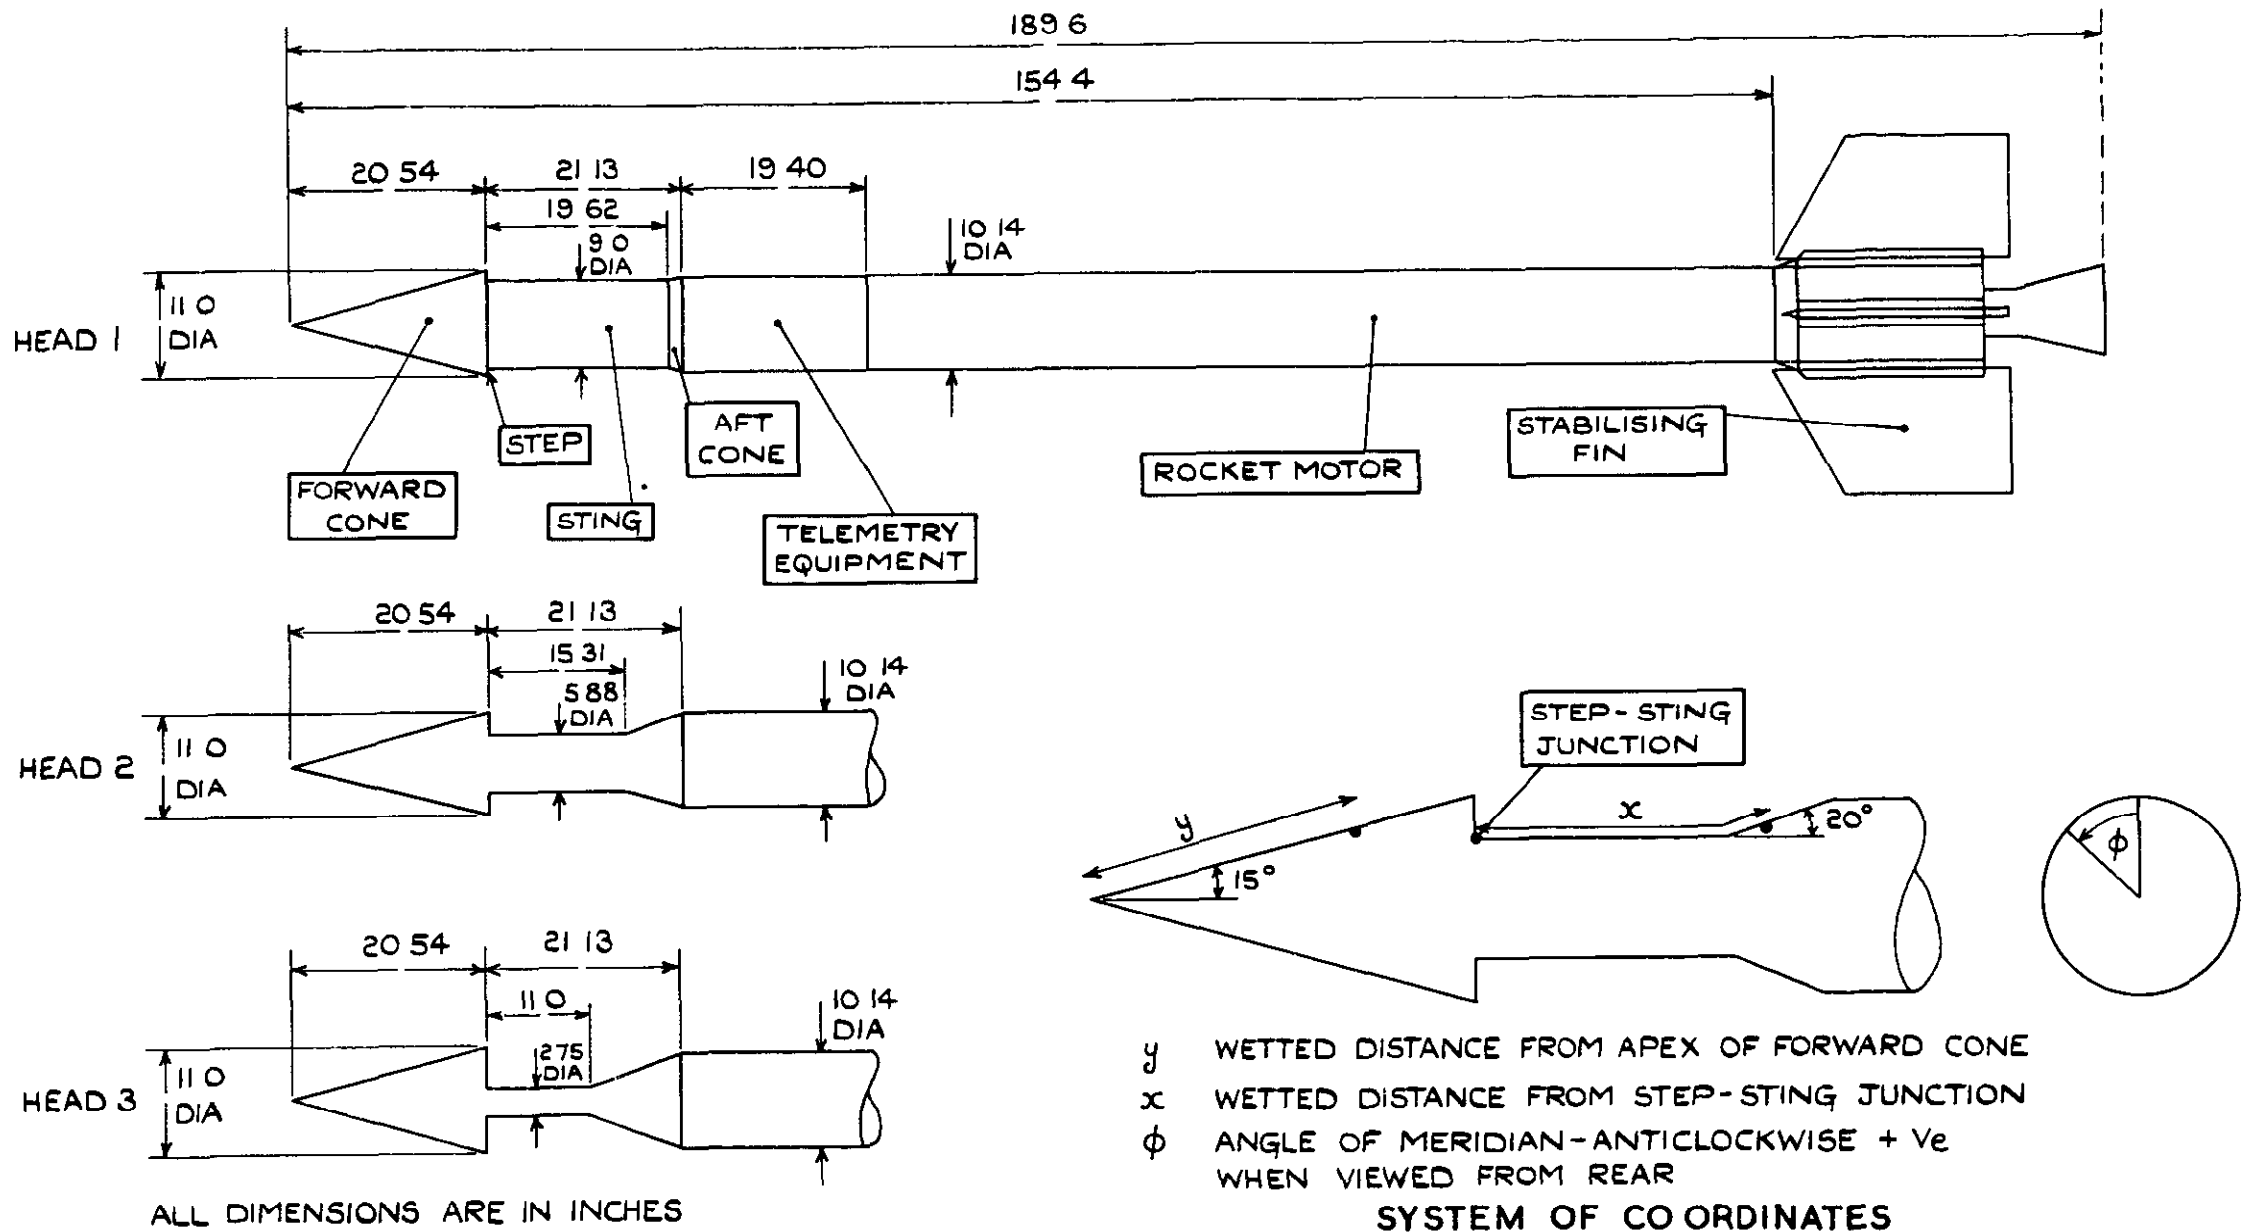 189 6
154 4
20 54
21 13
19 40
19 62
9 0
DIA
10 14
DIA
11 0
DIA
HEAD 1
STEP
AFT
CONE
STABILISING
FIN
ROCKET MOTOR
FORWARD
CONE
STING
TELEMETRY
EQUIPMENT
20 54
21 13
15 31
5 88
DIA
10 14
DIA
HEAD 2
11 0
DIA
STEP-STING
JUNCTION
y
x
20°
15°
ϕ
20 54
21 13
11 0
2 75
DIA
10 14
DIA
HEAD 3
11 0
DIA
y WETTED DISTANCE FROM APEX OF FORWARD CONE
x WETTED DISTANCE FROM STEP-STING JUNCTION
ϕ ANGLE OF MERIDIAN-ANTICLOCKWISE + Ve
WHEN VIEWED FROM REAR
ALL DIMENSIONS ARE IN INCHES
SYSTEM OF CO ORDINATES